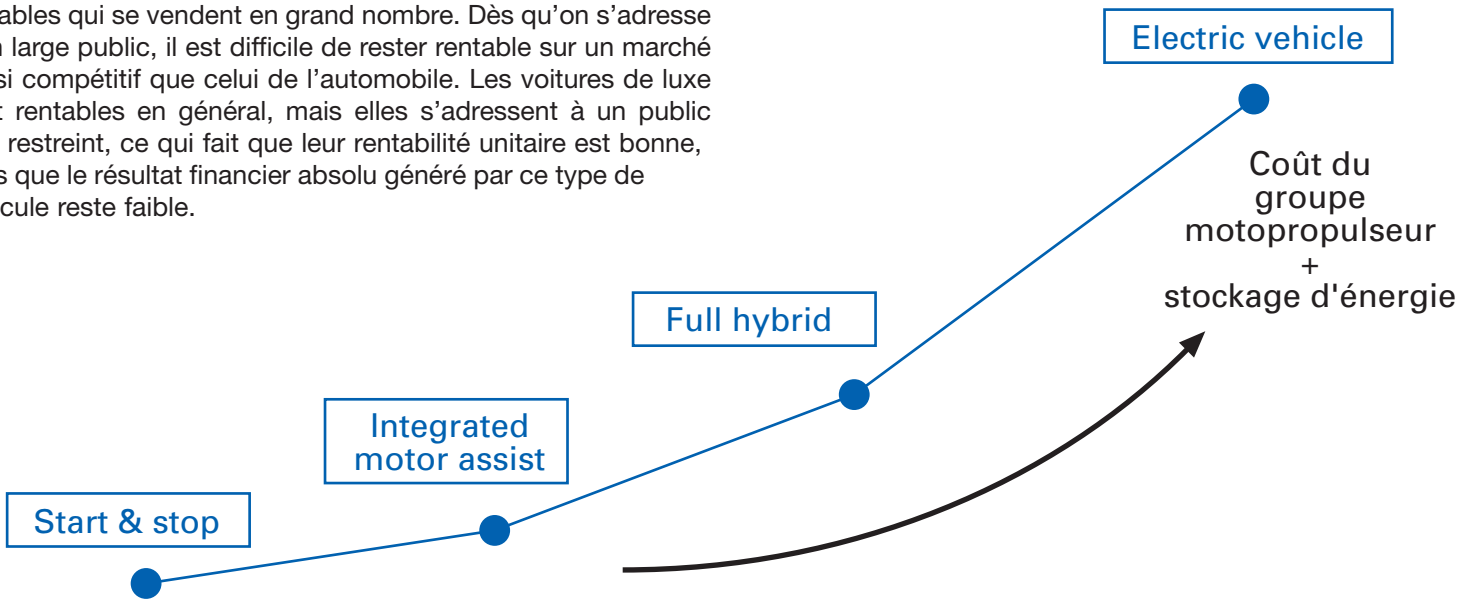 ables qui se vendent en grand nombre. Dès qu’on s’adresse
large public, il est difficile de rester rentable sur un marché
si compétitif que celui de l’automobile. Les voitures de luxe
t rentables en général, mais elles s’adressent à un public
restreint, ce qui fait que leur rentabilité unitaire est bonne,
s que le résultat financier absolu généré par ce type de
cule reste faible.
Electric vehicle
Coût du
groupe
motopropulseur
+
stockage d'énergie
Full hybrid
Integrated
motor assist
Start & stop